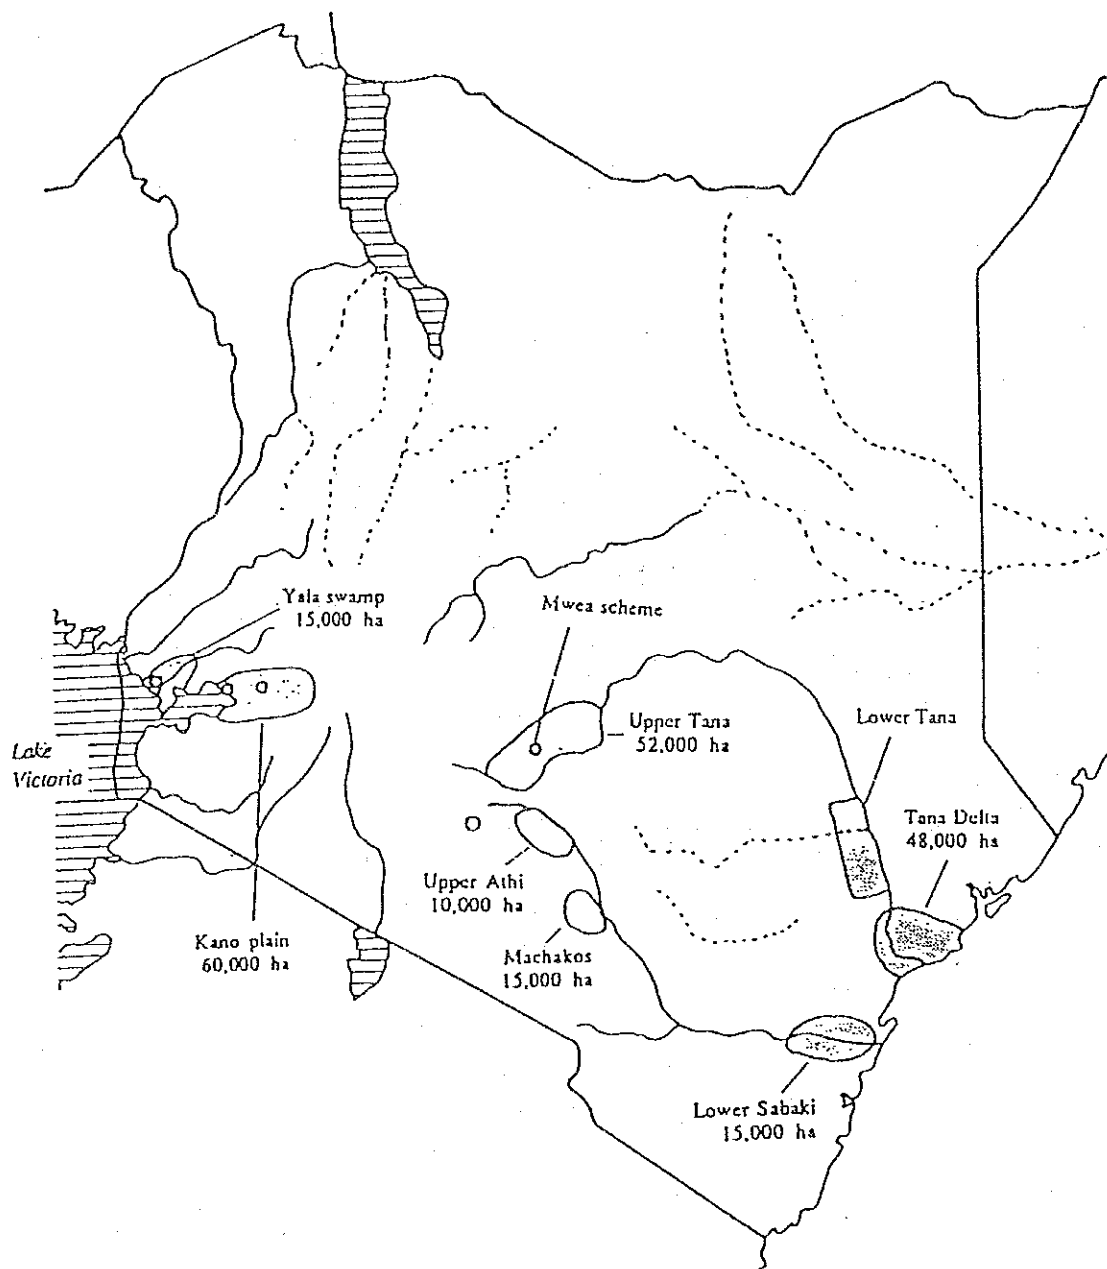 Yala swamp
15,000 ha
Mwea scheme
Upper Tana
52,000 ha
Lower Tana
Lake
Victoria
Tana Delta
48,000 ha
Upper Athi
10,000 ha
Kano plain
60,000 ha
Machakos
15,000 ha
Lower Sabaki
15,000 ha